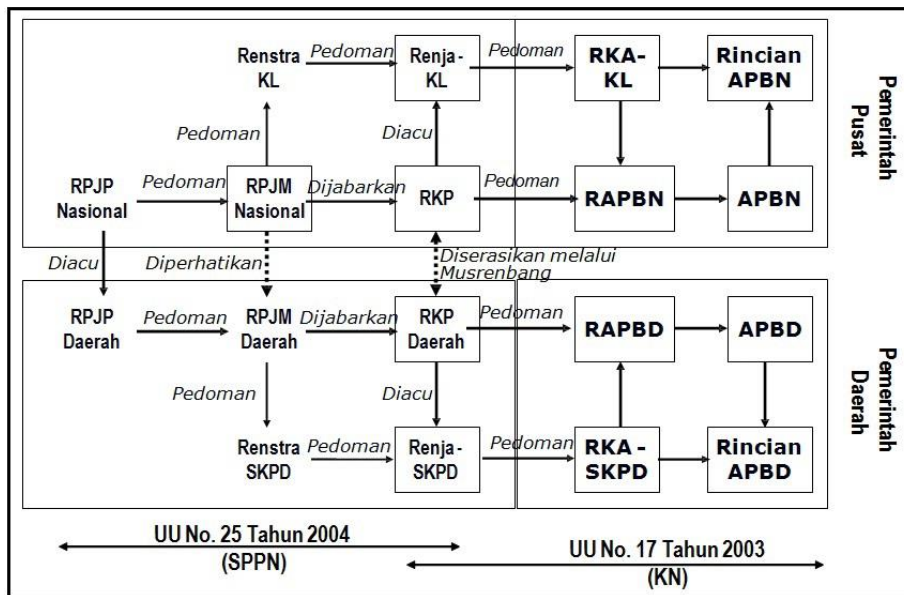 Renstra
KL
Pedoman
Renja -
KL
Pedoman
RKA-
KL
Rincian
APBN
Pemerintah
Pusat
Pedoman
Diacu
RPJP
Nasional
Pedoman
RPJM
Nasional
Dijabarkan
RKP
Pedoman
RAPBN
APBN
Diacu
Diperhatikan
Diserasikan melalui
Musrenbang
RPJP
Daerah
Pedoman
RPJM
Daerah
Dijabarkan
RKP
Daerah
Pedoman
RAPBD
APBD
Pemerintah
Daerah
Pedoman
Diacu
Renstra
SKPD
Pedoman
Renja -
SKPD
Pedoman
RKA -
SKPD
Rincian
APBD
UU No. 25 Tahun 2004
(SPPN)
UU No. 17 Tahun 2003
(KN)